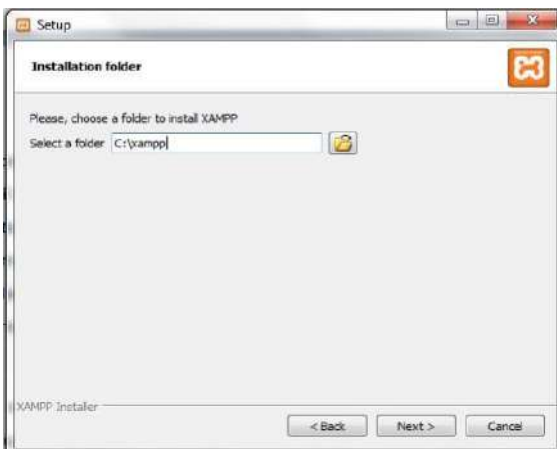 Setup
Installation folder
Please, choose a folder to install XAMPP
Select a folder C:\xampp
XAMPP Installer
< Back Next > Cancel